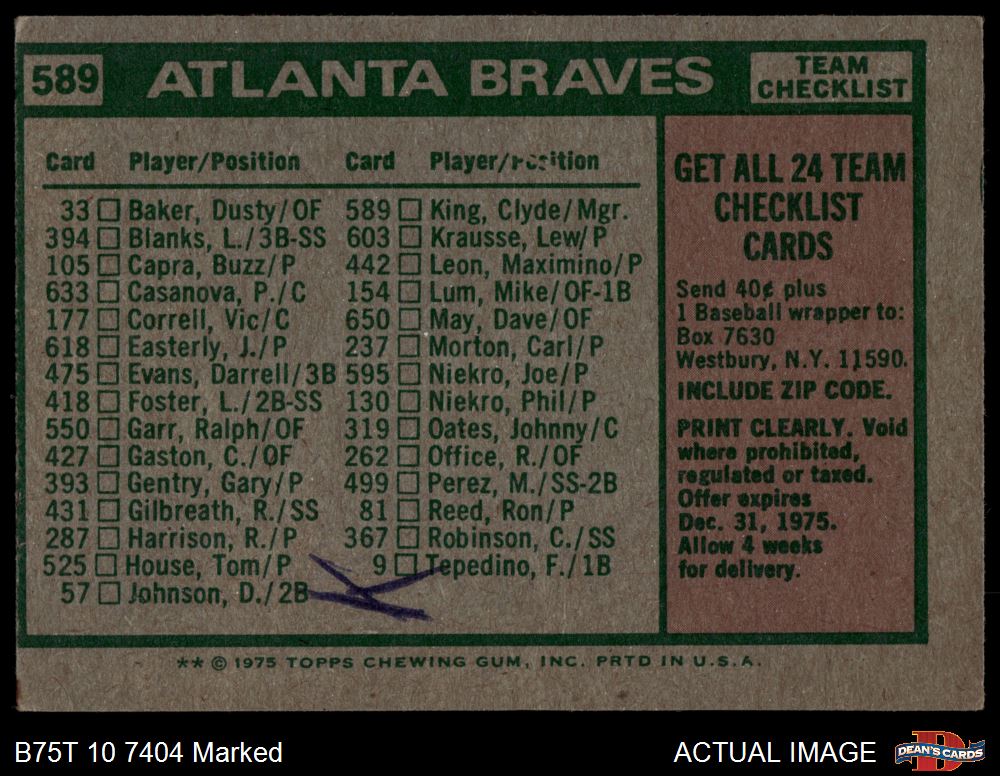 589 ATLANTA BRAVES TEAM CHECKLIST
Card Player/Position Card Player/Position
33 Baker, Dusty/OF 589 King, Clyde/Mgr.
394 Blanks, L./3B-SS 603 Krausse, Lew/P
105 Capra, Buzz/P 442 Leon, Maximino/P
633 Casanova, P./C 154 Lum, Mike/OF-1B
177 Correll, Vic/C 650 May, Dave/OF
618 Easterly, J./P 237 Morton, Carl/P
475 Evans, Darrell/3B 595 Niekro, Joe/P
418 Foster, L./2B-SS 130 Niekro, Phil/P
550 Garr, Ralph/OF 319 Oates, Johnny/C
427 Gaston, C./OF 262 Office, R./OF
393 Gentry, Gary/P 499 Perez, M./SS-2B
431 Gilbreath, R./SS 81 Reed, Ron/P
287 Harrison, R./P 367 Robinson, C./SS
525 House, Tom/P 9 Tepedino, F./1B
57 Johnson, D./2B
GET ALL 24 TEAM
CHECKLIST
CARDS
Send 40¢ plus
1 Baseball wrapper to:
Box 7630
Westbury, N.Y. 11590.
INCLUDE ZIP CODE.
PRINT CLEARLY. Void
where prohibited,
regulated or taxed.
Offer expires
Dec. 31, 1975.
Allow 4 weeks
for delivery.
** © 1975 TOPPS CHEWING GUM, INC. PRTD IN U.S.A.
B75T 10 7404 Marked ACTUAL IMAGE DEAN'S CARDS